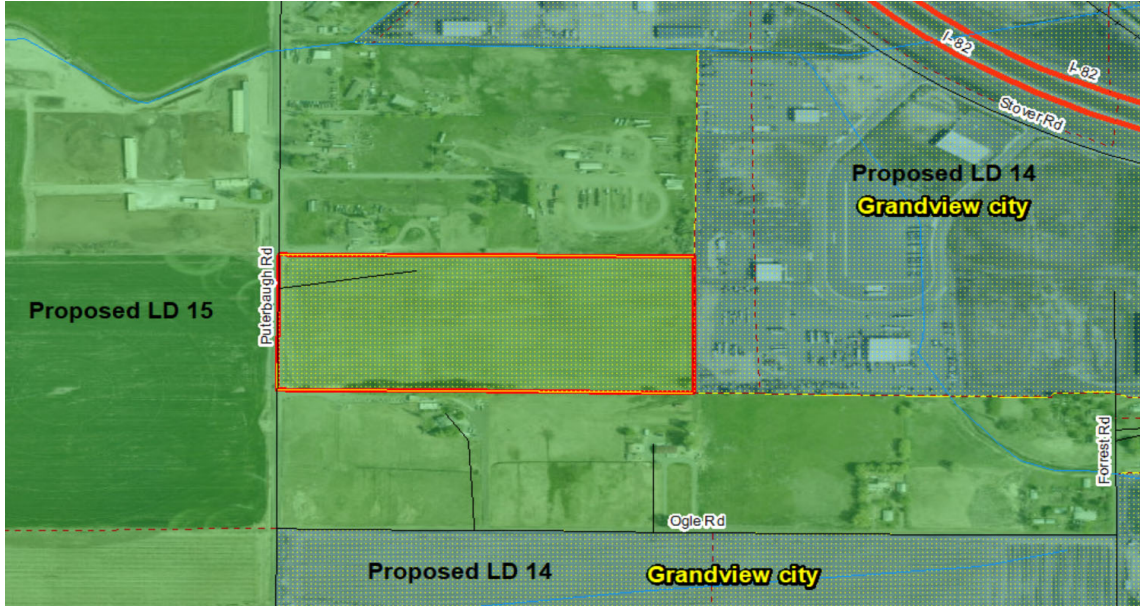 I-82
I-82
Stover Rd
Proposed LD 14
Grandview city
Puterbaugh Rd
Proposed LD 15
Forrest Rd
Ogle Rd
Proposed LD 14
Grandview city